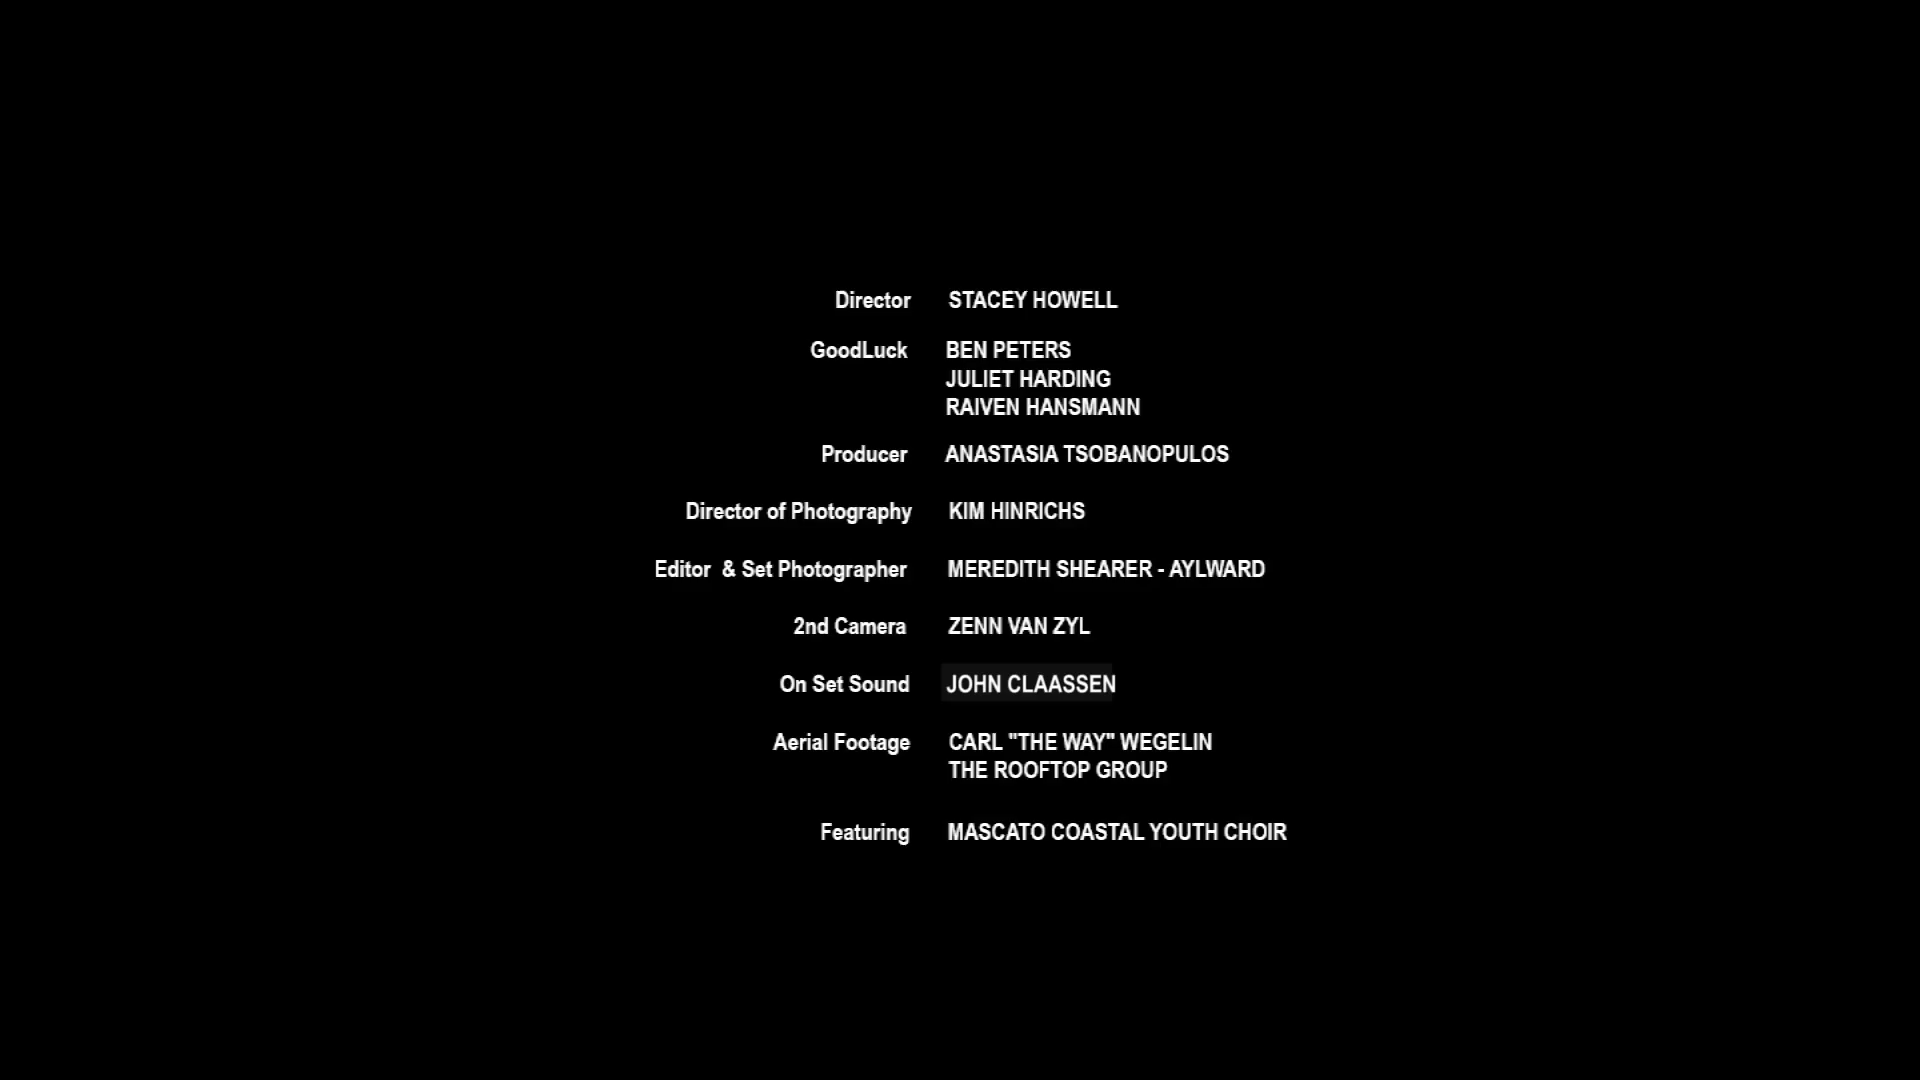 Director STACEY HOWELL
GoodLuck BEN PETERS
JULIET HARDING
RAIVEN HANSMANN
Producer ANASTASIA TSOBANOPULOS
Director of Photography KIM HINRICHS
Editor & Set Photographer MEREDITH SHEARER - AYLWARD
2nd Camera ZENN VAN ZYL
On Set Sound JOHN CLAASSEN
Aerial Footage CARL "THE WAY" WEGELIN
THE ROOFTOP GROUP
Featuring MASCATO COASTAL YOUTH CHOIR